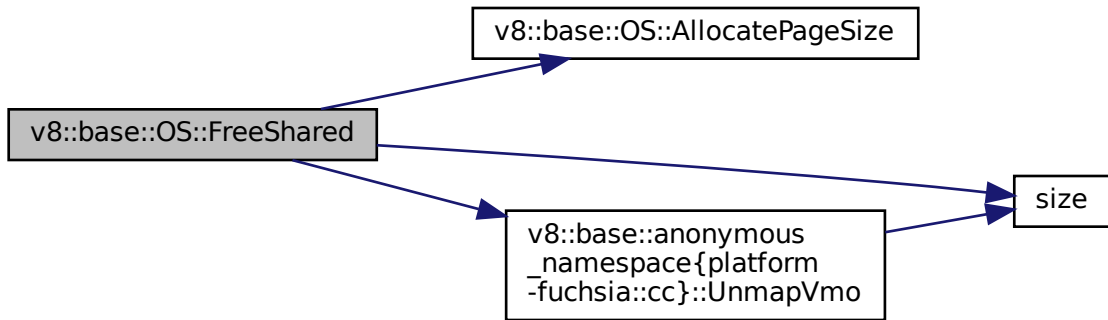 v8::base::OS::AllocatePageSize
v8::base::OS::FreeShared
size
v8::base::anonymous
_namespace{platform
-fuchsia::cc}::UnmapVmo